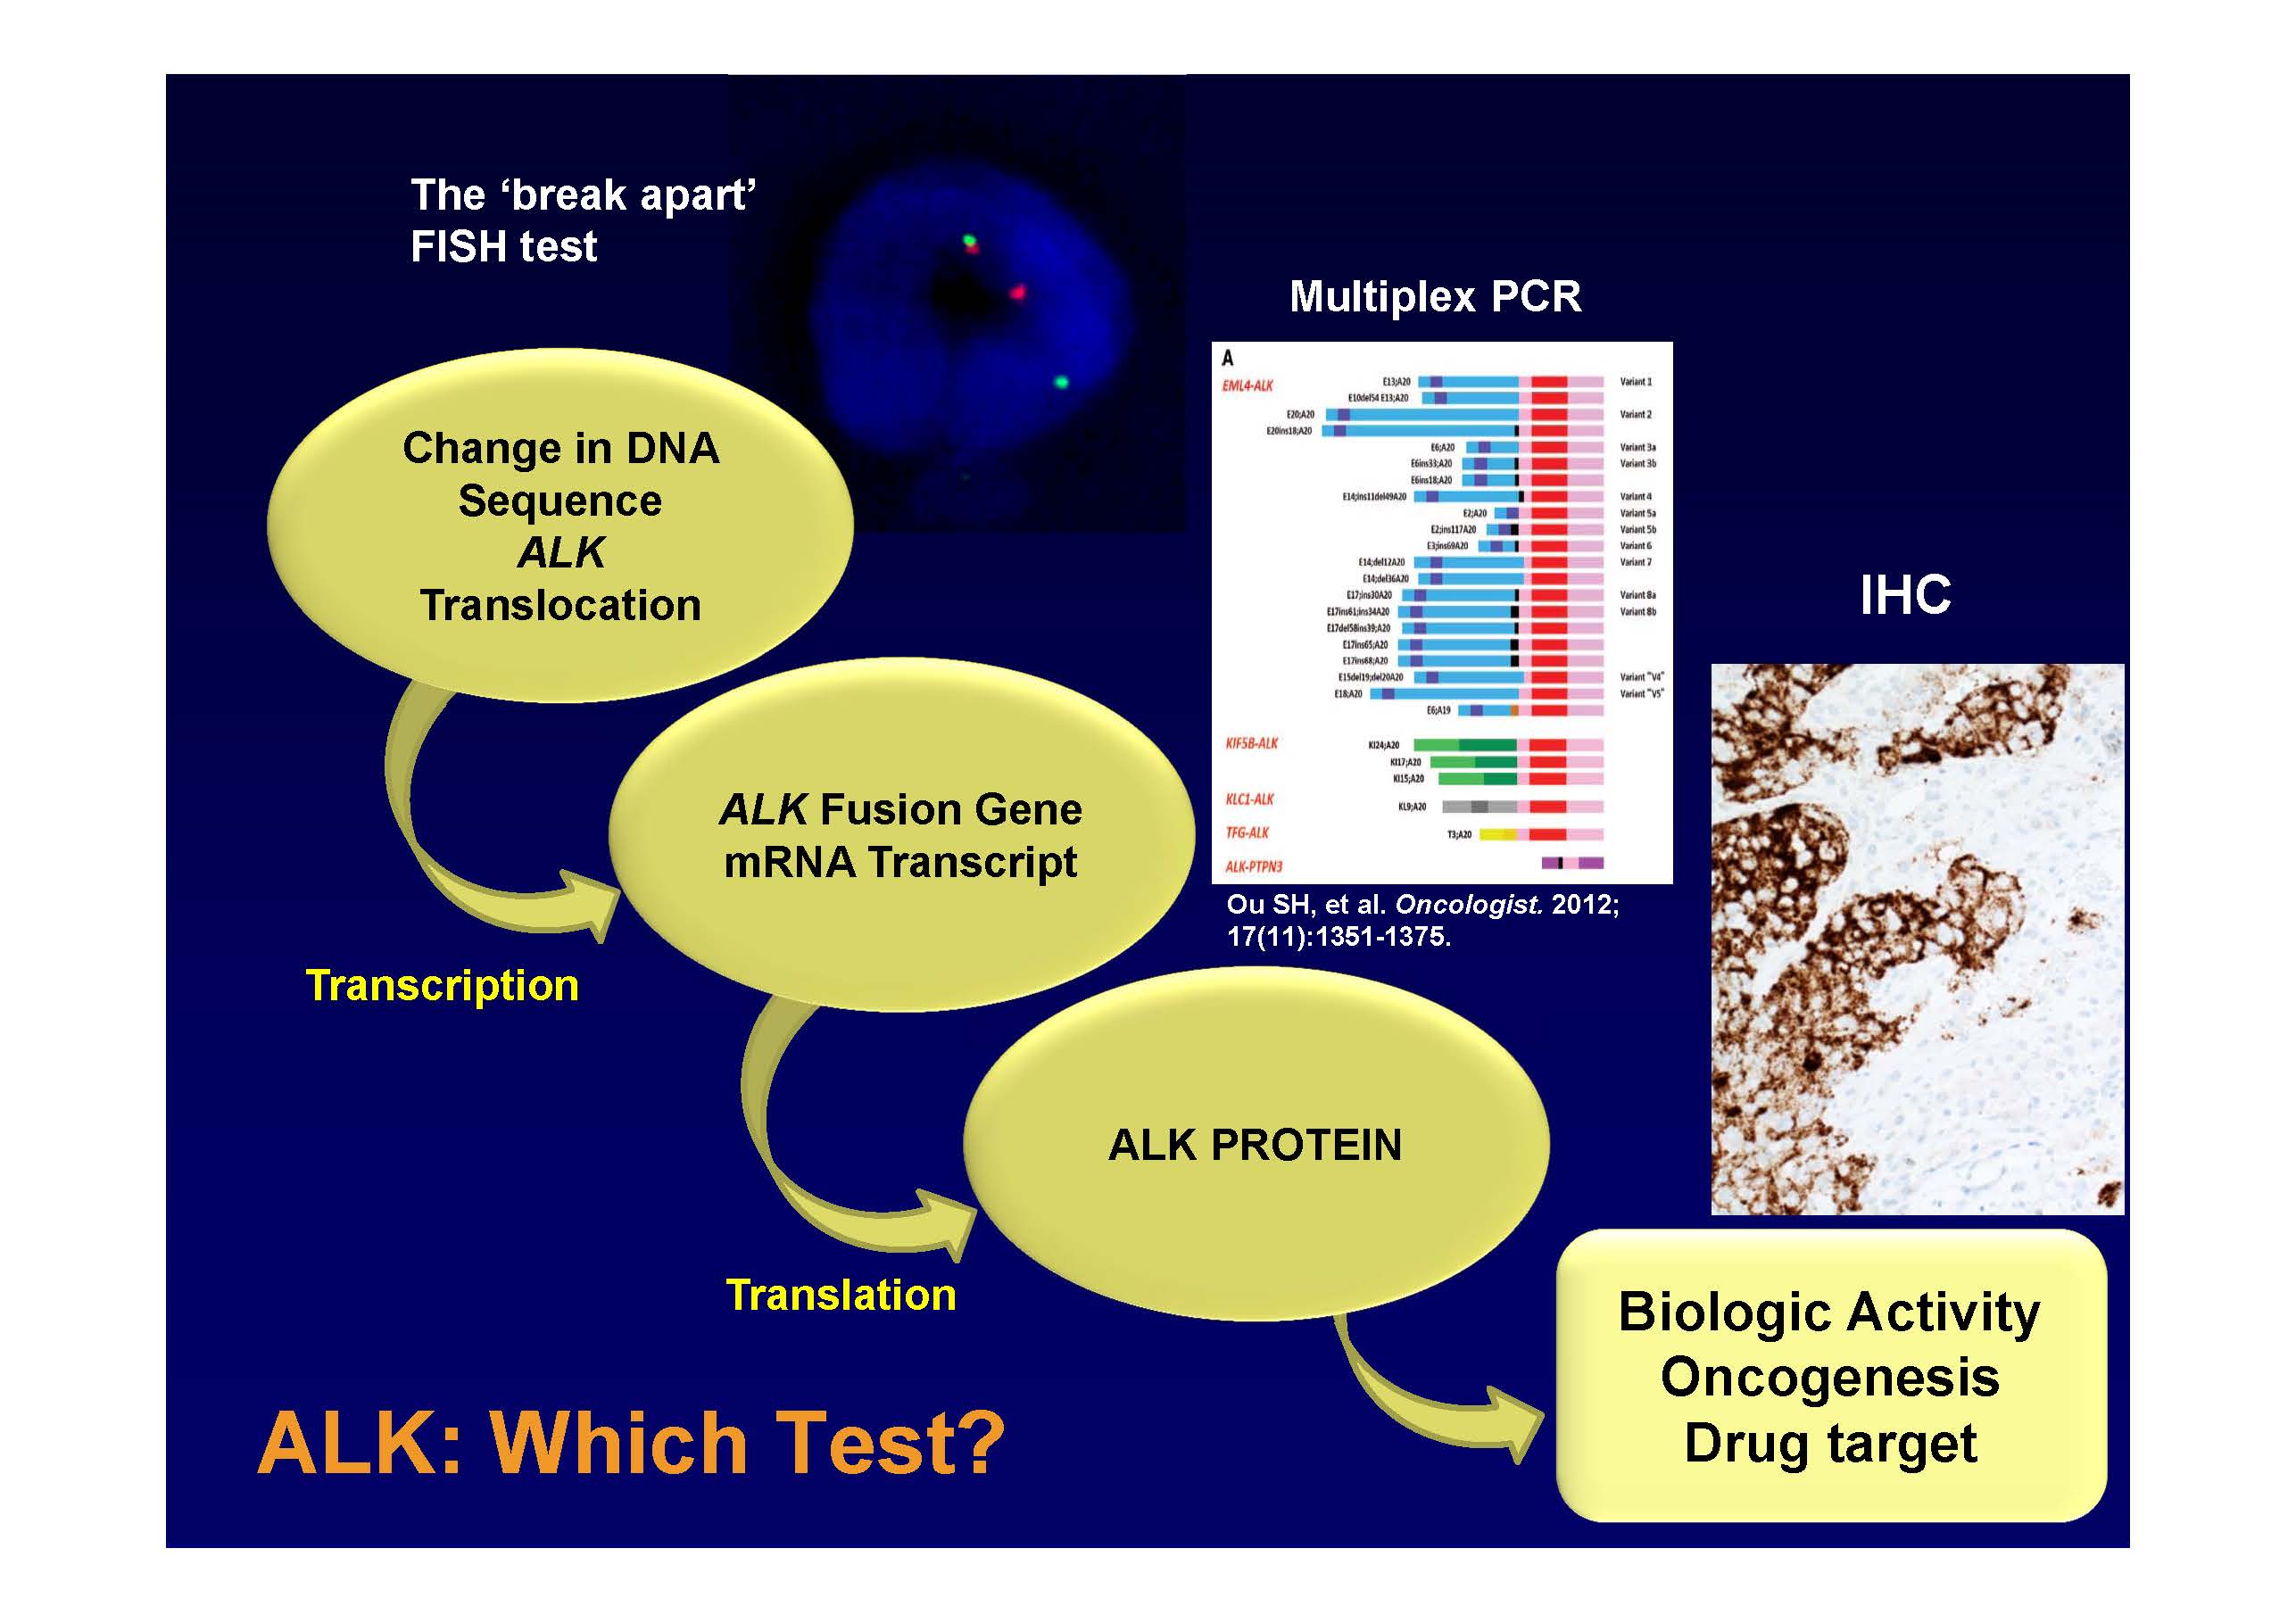 The ‘break apart’
FISH test
Multiplex PCR
Change in DNA
Sequence
ALK
Translocation
A
EML4-ALK
E13;A20 Variant 1
E10del54 E13;A20
E20;A20 Variant 2
E20ins18;A20
E6;A20 Variant 3a
E6ins33;A20 Variant 3b
E6ins18;A20
E14;ins11del49A20 Variant 4
E2;A20 Variant 5a
E2;ins117A20 Variant 5b
E3;ins69A20 Variant 6
E14;del12A20 Variant 7
E14;del36A20
E17;ins30A20 Variant 8a
E17ins61;ins34A20 Variant 8b
E17del58ins39;A20
E17ins65;A20
E17ins68;A20
E15del19;del20A20 Variant "V4"
E18;A20 Variant "V5"
E6;A19
KIF5B-ALK
KI24;A20
KI17;A20
KI15;A20
KLC1-ALK
KL9;A20
TFG-ALK
T3;A20
ALK-PTPN3
Ou SH, et al. Oncologist. 2012;
17(11):1351-1375.
IHC
ALK Fusion Gene
mRNA Transcript
Transcription
ALK PROTEIN
Translation
Biologic Activity
Oncogenesis
Drug target
ALK: Which Test?